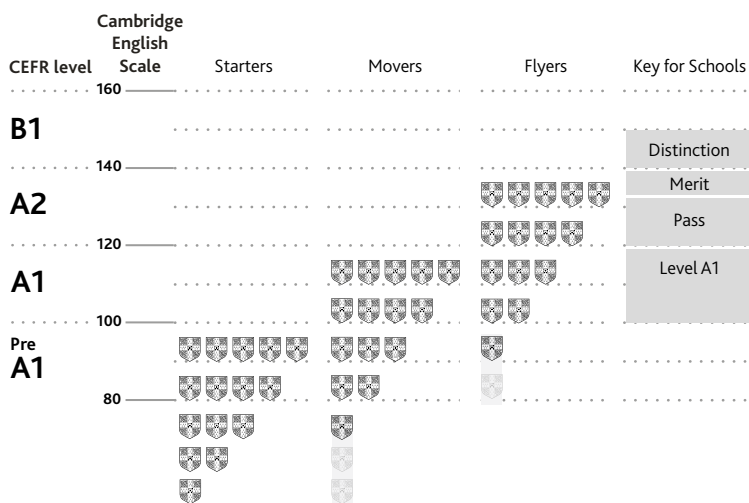 Cambridge
English
CEFR level Scale Starters Movers Flyers Key for Schools
160
B1
Distinction
140
Merit
A2
Pass
120
Level A1
A1
100
Pre
A1
80